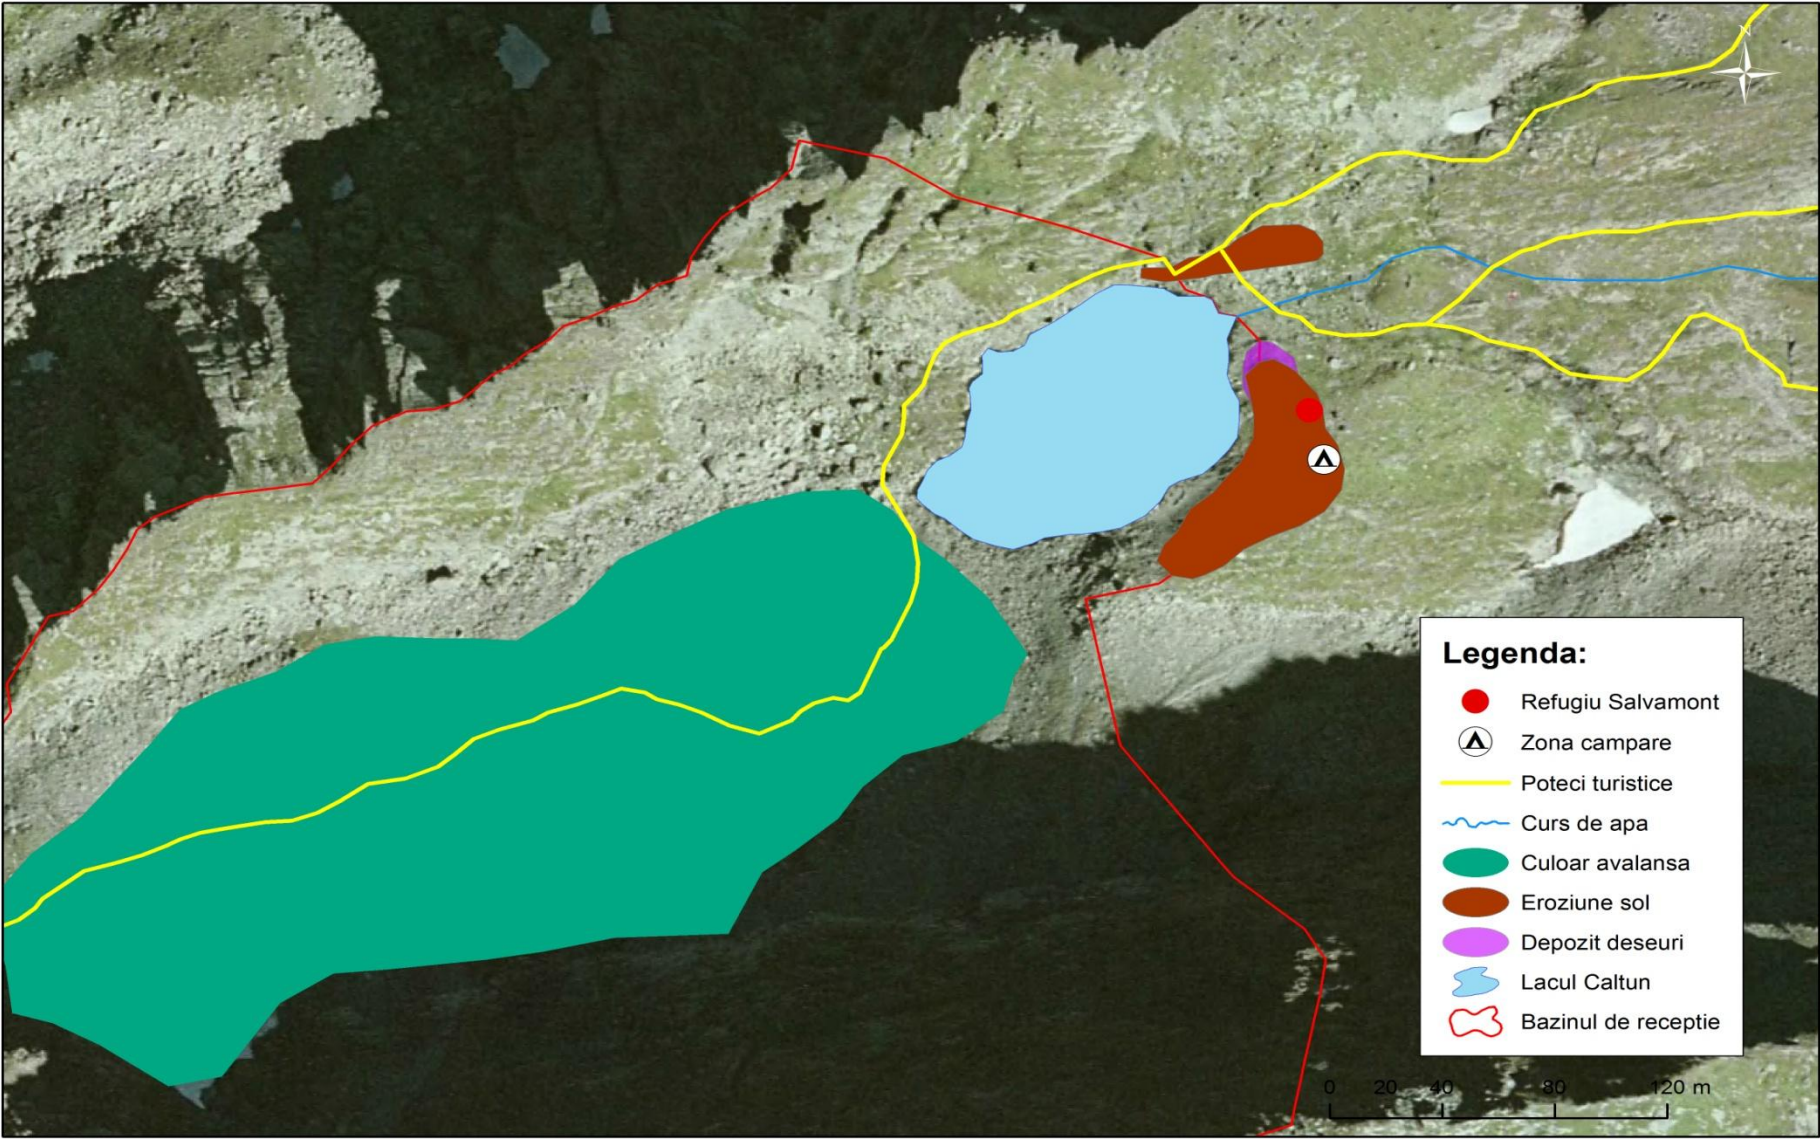 N
Legenda:
Refugiu Salvamont
Zona campare
Poteci turistice
Curs de apa
Culoar avalansa
Eroziune sol
Depozit deseuri
Lacul Caltun
Bazinul de receptie
0 20 40 80 120 m